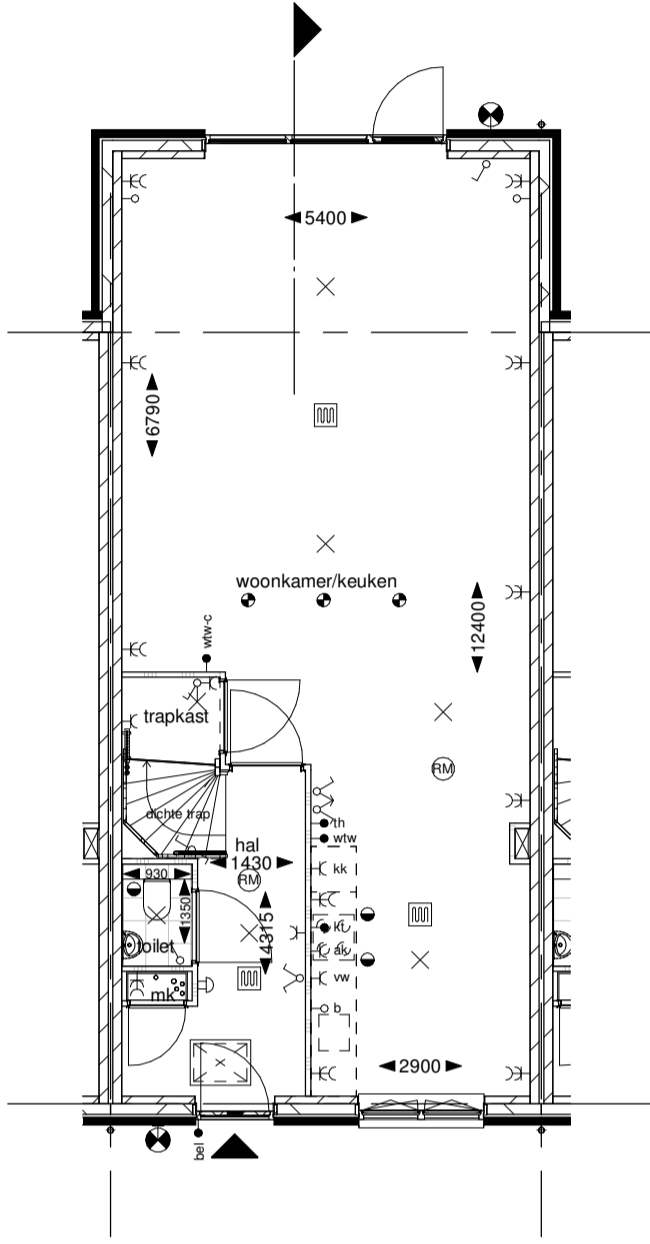 5400
6790
woonkamer/keuken
wtw-c
12400
trapkast
RM
dichte trap
th
wtw
hal
1430
kk
930
RM
1350
4315
kt
ak
toilet
vw
mk
b
2900
bel